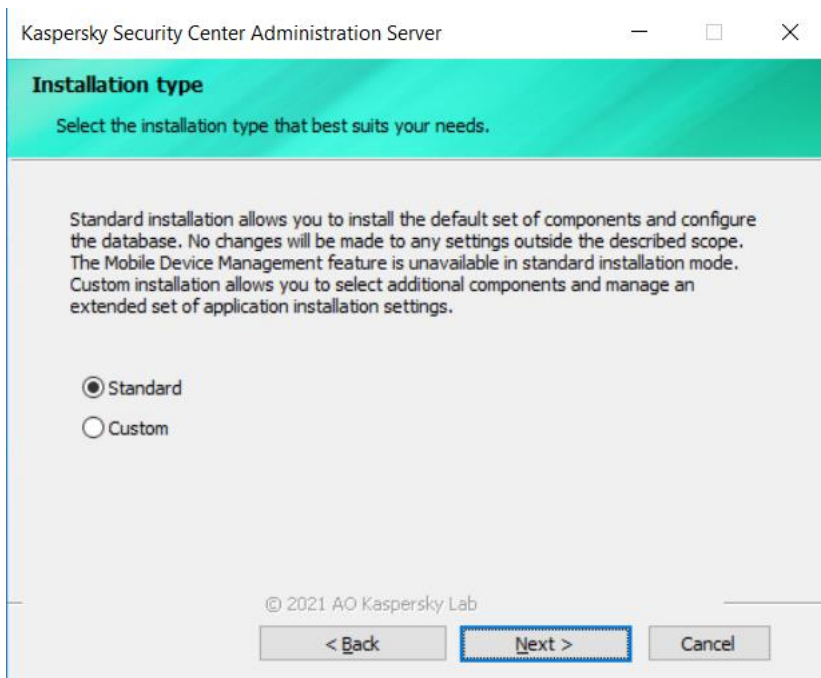 Kaspersky Security Center Administration Server
Installation type
Select the installation type that best suits your needs.
Standard installation allows you to install the default set of components and configure
the database. No changes will be made to any settings outside the described scope.
The Mobile Device Management feature is unavailable in standard installation mode.
Custom installation allows you to select additional components and manage an
extended set of application installation settings.
Standard
Custom
© 2021 AO Kaspersky Lab
< Back Next > Cancel